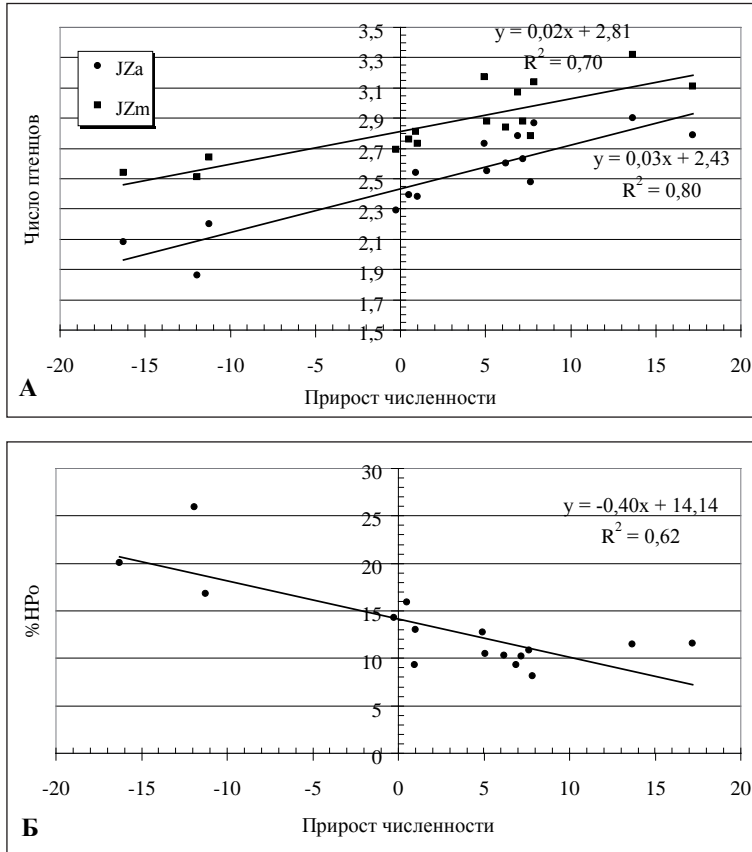 3,5
3,3
3,1
2,9
2,7
2,5
2,3
2,1
1,9
1,7
1,5
JZa
JZm
y = 0,02x + 2,81
R² = 0,70
y = 0,03x + 2,43
R² = 0,80
Число птенцов
-20 -15 -10 -5 0 5 10 15 20
Прирост численности
А
30
25
20
15
10
5
0
y = -0,40x + 14,14
R² = 0,62
%HPo
-20 -15 -10 -5 0 5 10 15 20
Прирост численности
Б